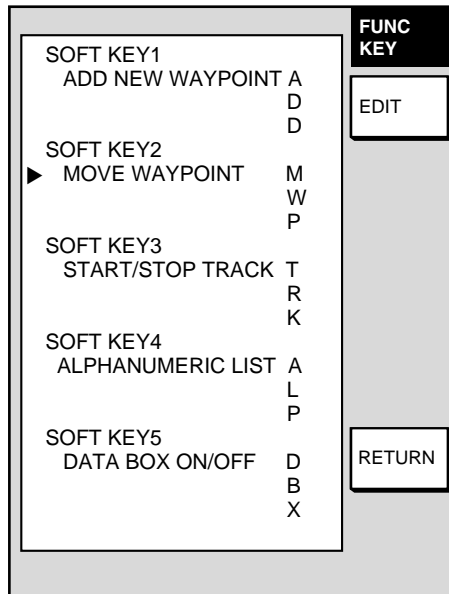 FUNC
KEY
EDIT
RETURN
SOFT KEY1
ADD NEW WAYPOINT A
D
D
SOFT KEY2
MOVE WAYPOINT M
W
P
SOFT KEY3
START/STOP TRACK T
R
K
SOFT KEY4
ALPHANUMERIC LIST A
L
P
SOFT KEY5
DATA BOX ON/OFF D
B
X